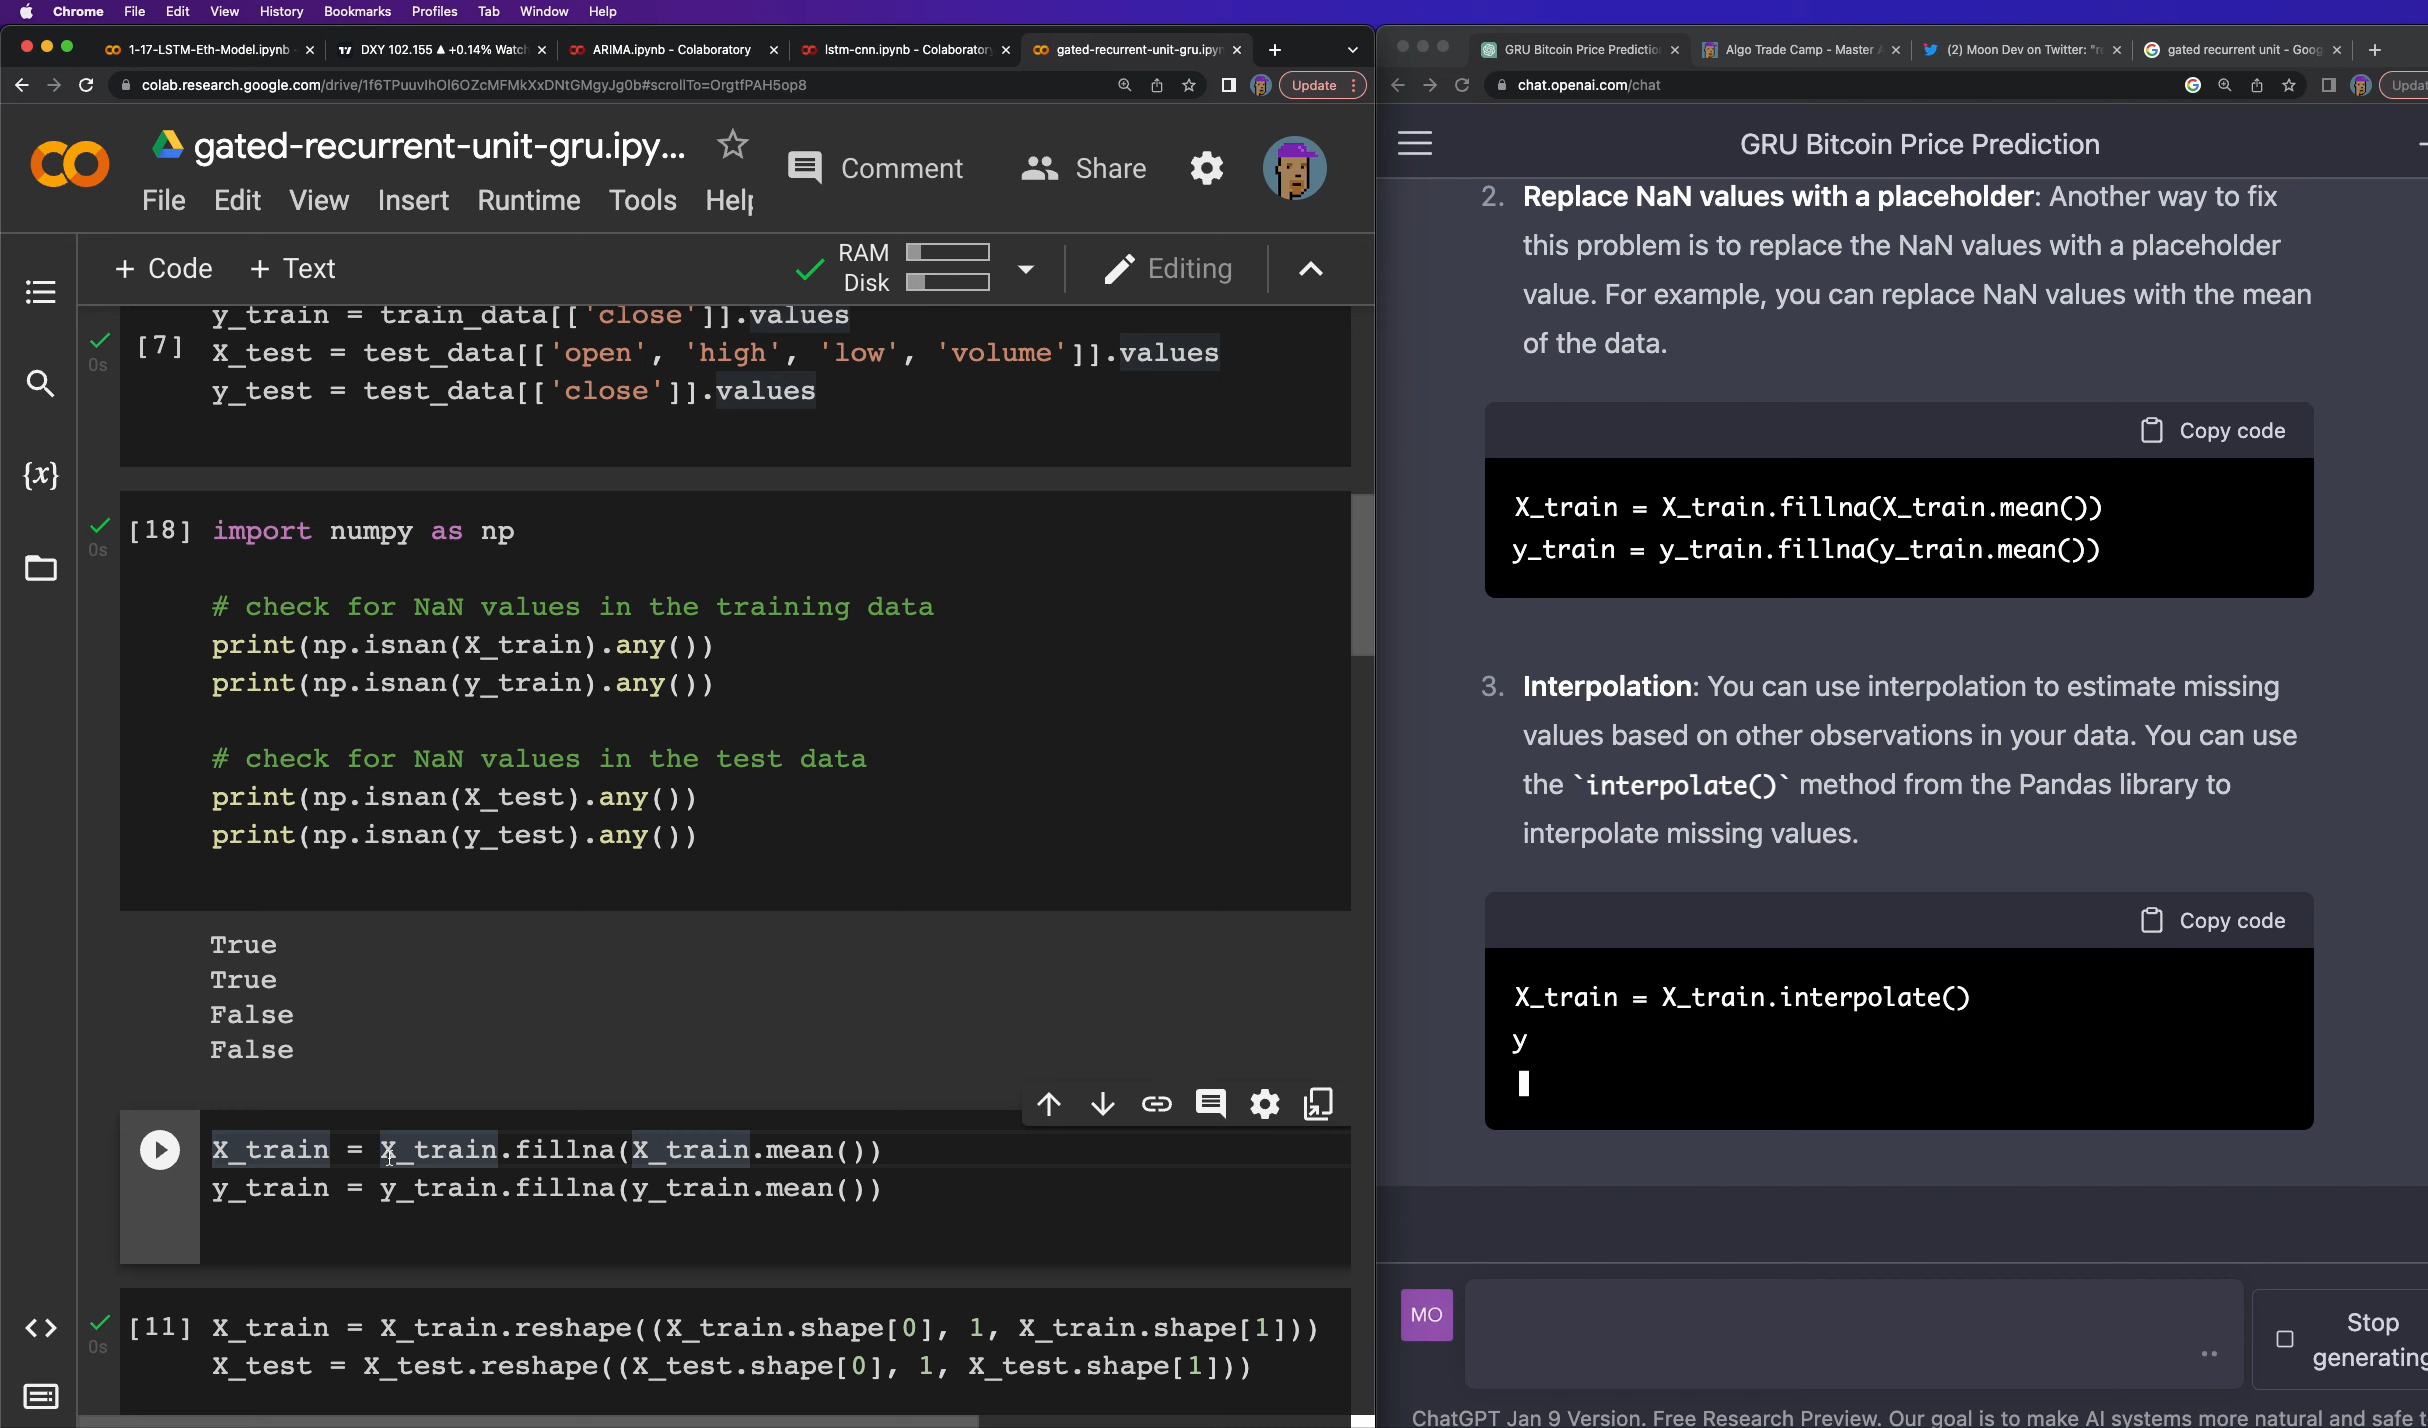 Chrome File Edit View History Bookmarks Profiles Tab Window Help
1-17-LSTM-Eth-Model.ipynb
DXY 102.155 ▲ +0.14% Watch
ARIMA.ipynb - Colaboratory
lstm-cnn.ipynb - Colaboratory
gated-recurrent-unit-gru.ipyn
colab.research.google.com/drive/1f6TPuuvIhOl6OZcMFMkXxDNtGMgyJg0b#scrollTo=OrgtfPAH5op8
Update
gated-recurrent-unit-gru.ipy...
Comment
Share
File Edit View Insert Runtime Tools Help
+ Code + Text
RAM
Disk
Editing
y_train = train_data[['close']].values
[7] X_test = test_data[['open', 'high', 'low', 'volume']].values
0s
y_test = test_data[['close']].values
[18] import numpy as np
0s
# check for NaN values in the training data
print(np.isnan(X_train).any())
print(np.isnan(y_train).any())
# check for NaN values in the test data
print(np.isnan(X_test).any())
print(np.isnan(y_test).any())
True
True
False
False
X_train = X_train.fillna(X_train.mean())
y_train = y_train.fillna(y_train.mean())
[11] X_train = X_train.reshape((X_train.shape[0], 1, X_train.shape[1]))
0s
X_test = X_test.reshape((X_test.shape[0], 1, X_test.shape[1]))
{x}
GRU Bitcoin Price Prediction
Algo Trade Camp - Master A
(2) Moon Dev on Twitter: "r
gated recurrent unit - Goog
chat.openai.com/chat
Updat
GRU Bitcoin Price Prediction
2. Replace NaN values with a placeholder: Another way to fix
this problem is to replace the NaN values with a placeholder
value. For example, you can replace NaN values with the mean
of the data.
Copy code
X_train = X_train.fillna(X_train.mean())
y_train = y_train.fillna(y_train.mean())
3. Interpolation: You can use interpolation to estimate missing
values based on other observations in your data. You can use
the `interpolate()` method from the Pandas library to
interpolate missing values.
Copy code
X_train = X_train.interpolate()
y
MO
Stop
generating
ChatGPT Jan 9 Version. Free Research Preview. Our goal is to make AI systems more natural and safe t